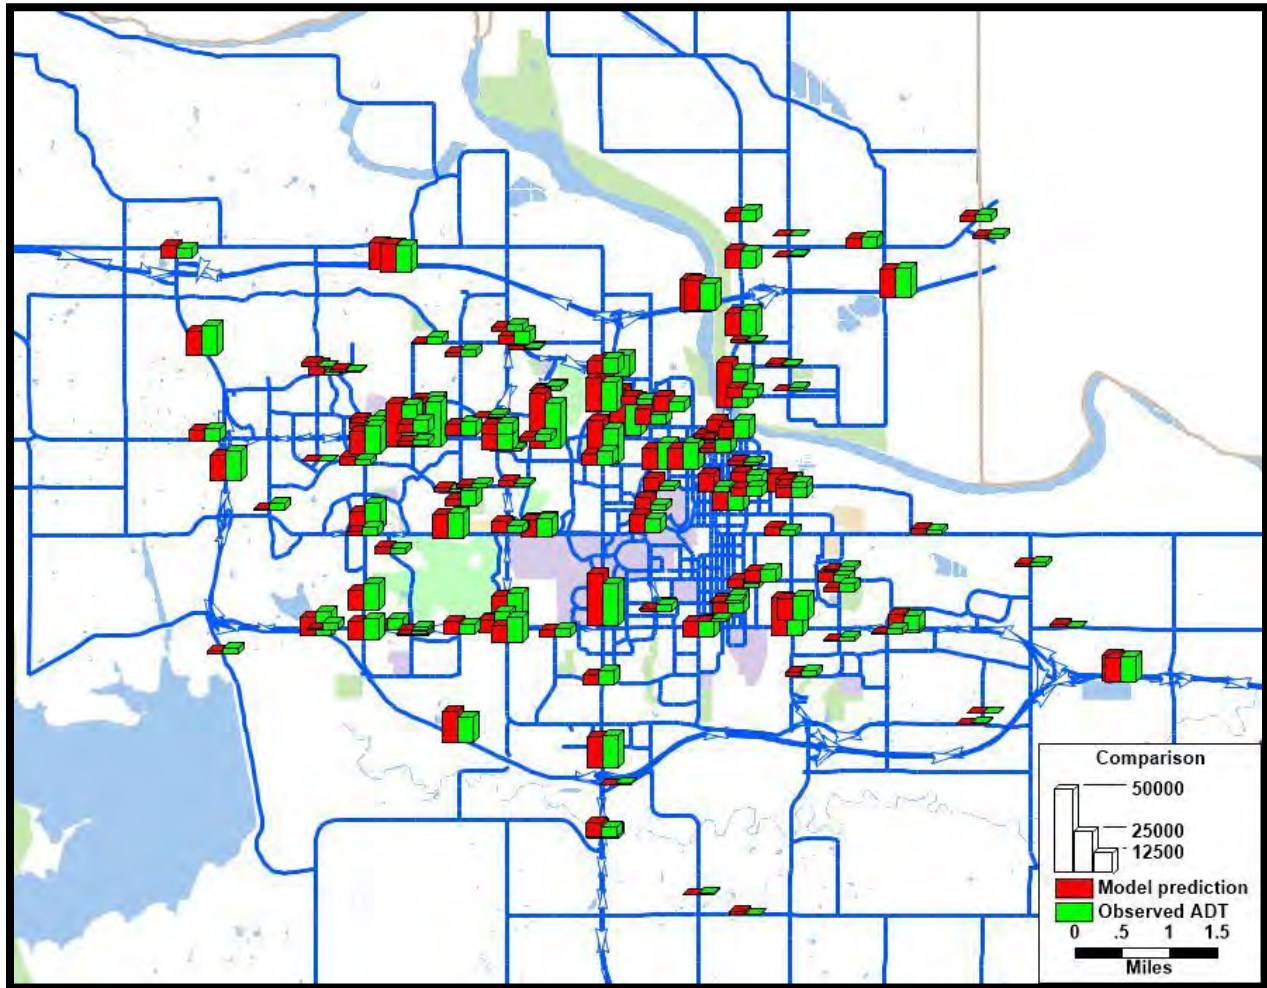 Comparison
50000
25000
12500
Model prediction
Observed ADT
0 .5 1 1.5
Miles